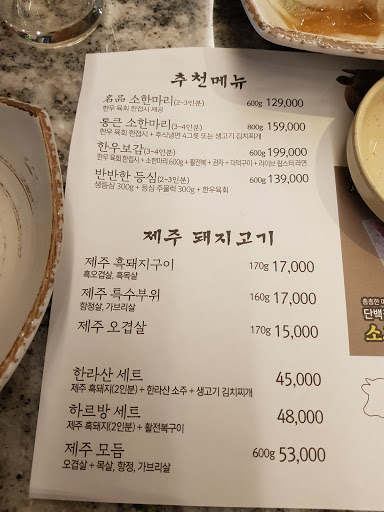 추천메뉴
名品 소한마리(2-3인분) 600g 129,000
한우 육회 한접시 제공
통큰 소한마리(3-4인분) 800g 159,000
한우 육회 한접시 + 후식냉면 4그릇 또는 생고기 김치찌개
한우보감(3-4인분) 600g 199,000
한우 육회 한접시 + 소한마리 600g + 활전복 + 관자 + 더덕구이 + 라이브 랍스터 라면
반반한 등심(2-3인분) 600g 139,000
생등심 300g + 등심 주물럭 300g + 한우육회
제주 돼지고기
제주 흑돼지구이 170g 17,000
흑오겹살, 흑목살
제주 특수부위 160g 17,000
항정살, 가브리살
제주 오겹살 170g 15,000
한라산 세트 45,000
제주 흑돼지(2인분) + 한라산 소주 + 생고기 김치찌개
하르방 세트 48,000
제주 흑돼지(2인분) + 활전복구이
제주 모듬 600g 53,000
오겹살 + 목살, 항정, 가브리살